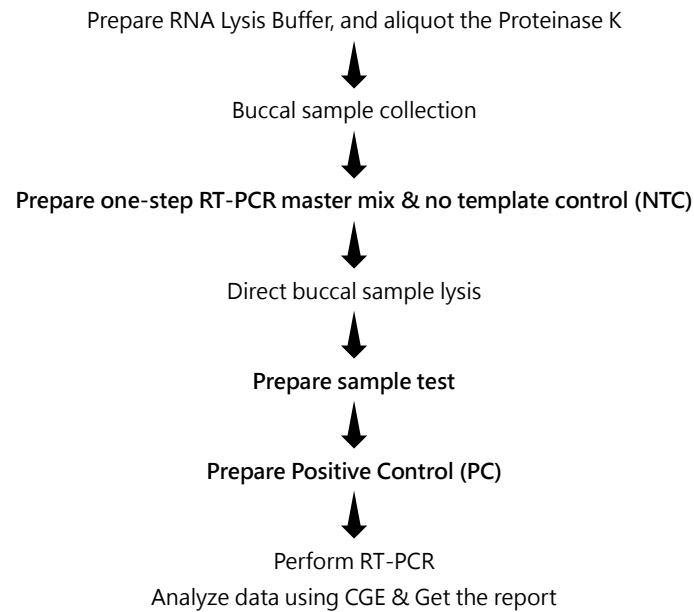 Prepare RNA Lysis Buffer, and aliquot the Proteinase K
Buccal sample collection
Prepare one-step RT-PCR master mix & no template control (NTC)
Direct buccal sample lysis
Prepare sample test
Prepare Positive Control (PC)
Perform RT-PCR
Analyze data using CGE & Get the report